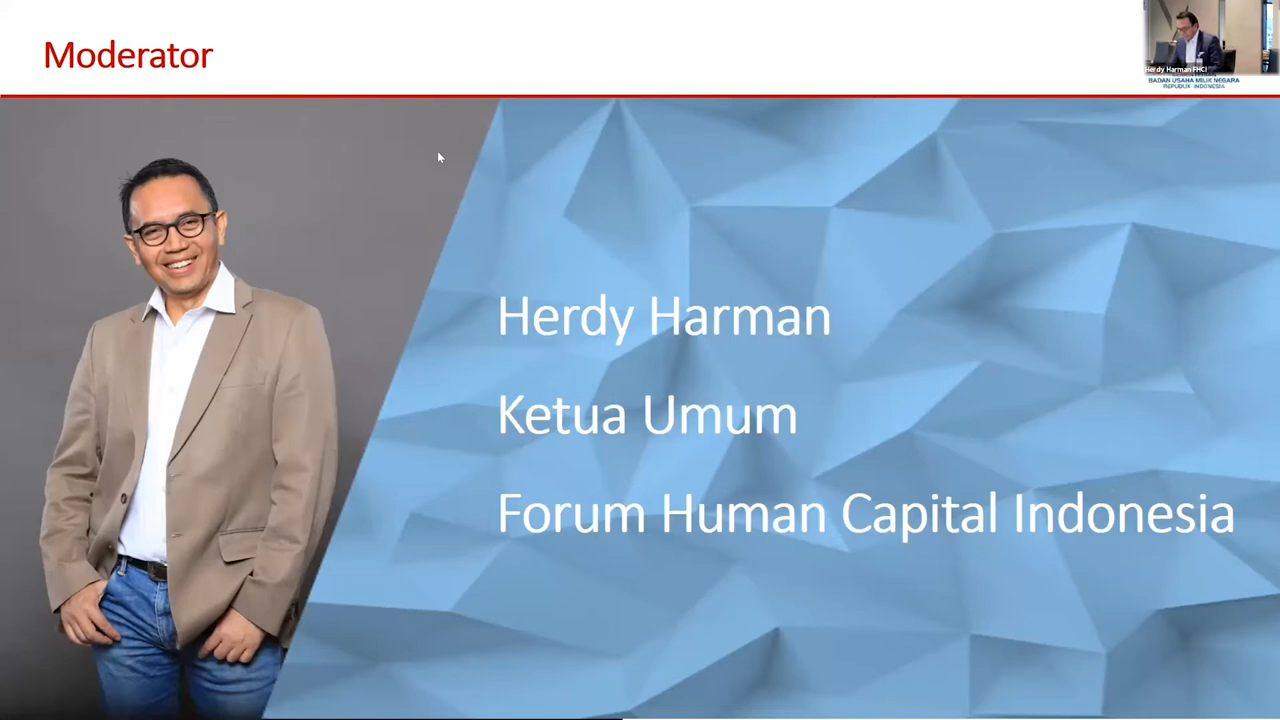 Moderator
Herdy Harman FHCI
BADAN USAHA MILIK NEGARA
REPUBLIK INDONESIA
Herdy Harman
Ketua Umum
Forum Human Capital Indonesia